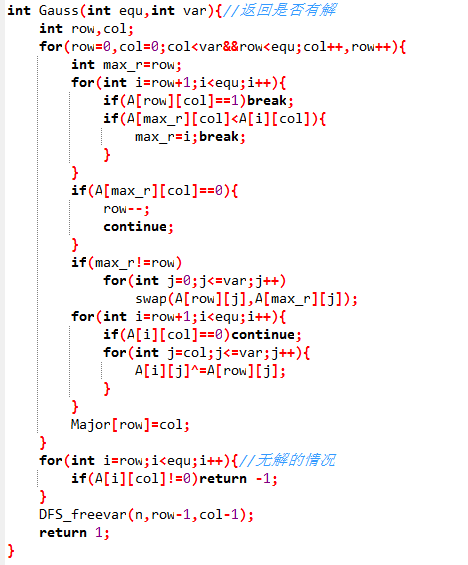 int Gauss(int equ,int var){//返回是否有解
    int row,col;
    for(row=0,col=0;col<var&&row<equ;col++,row++){
        int max_r=row;
        for(int i=row+1;i<equ;i++){
            if(A[row][col]==1)break;
            if(A[max_r][col]<A[i][col]){
                max_r=i;break;
            }
        }
        if(A[max_r][col]==0){
            row--;
            continue;
        }
        if(max_r!=row)
            for(int j=0;j<=var;j++)
                swap(A[row][j],A[max_r][j]);
        for(int i=row+1;i<equ;i++){
            if(A[i][col]==0)continue;
            for(int j=col;j<=var;j++){
                A[i][j]^=A[row][j];
            }
        }
        Major[row]=col;
    }
    for(int i=row;i<equ;i++){//无解的情况
        if(A[i][col]!=0)return -1;
    }
    DFS_freevar(n,row-1,col-1);
    return 1;
}